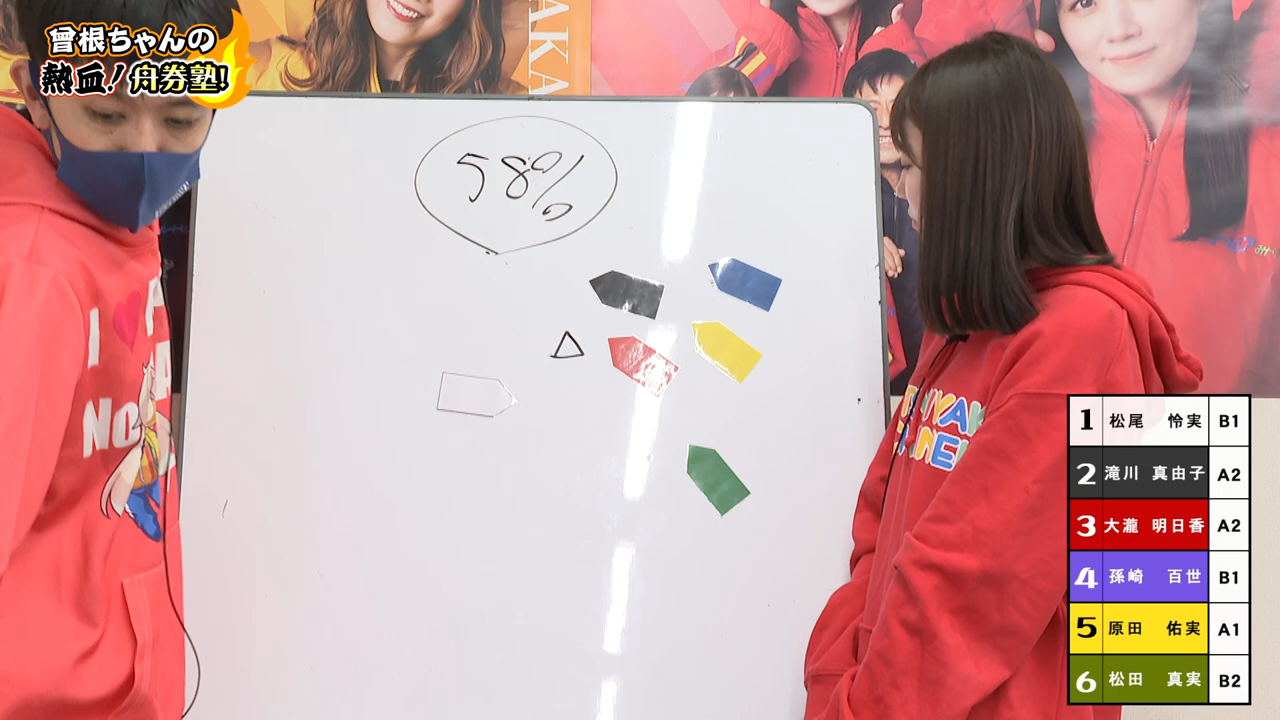 曾根ちゃんの
熱血!舟券塾!
AKA
58%
I
No
1 松尾 怜実 B1
2 滝川 真由子 A2
3 大瀧 明日香 A2
4 孫崎 百世 B1
5 原田 佑実 A1
6 松田 真実 B2